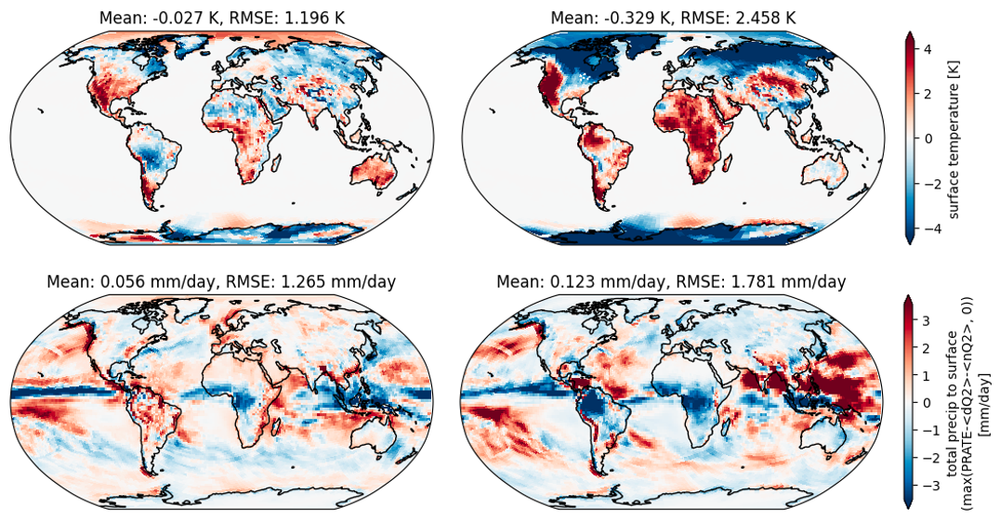 Mean: -0.027 K, RMSE: 1.196 K
Mean: -0.329 K, RMSE: 2.458 K
4
2
0
−2
−4
surface temperature [K]
Mean: 0.056 mm/day, RMSE: 1.265 mm/day
Mean: 0.123 mm/day, RMSE: 1.781 mm/day
3
2
1
0
−1
−2
−3
total precip to surface
(max(PRATE-<dQ2>-<nQ2>, 0))
[mm/day]